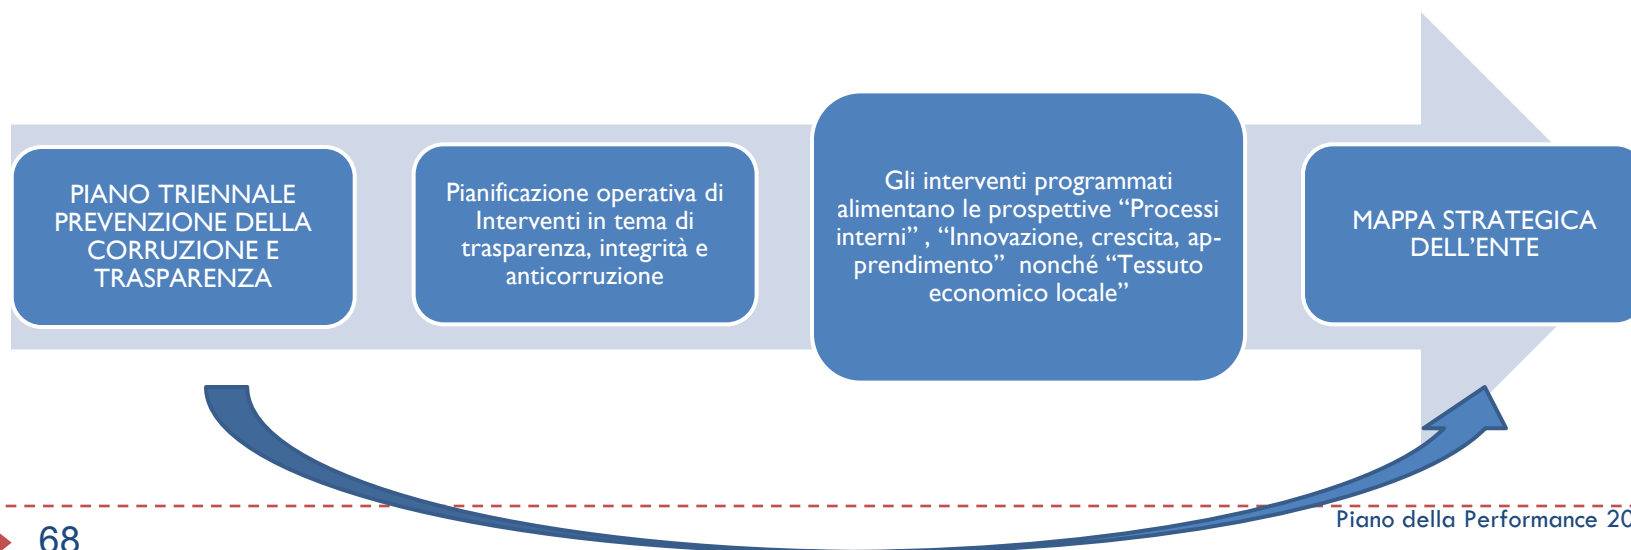 PIANO TRIENNALE
PREVENZIONE DELLA
CORRUZIONE E
TRASPARENZA
Pianificazione operativa di
Interventi in tema di
trasparenza, integrità e
anticorruzione
Gli interventi programmati
alimentano le prospettive “Processi
interni” , “Innovazione, crescita, ap-
prendimento” nonché “Tessuto
economico locale”
MAPPA STRATEGICA
DELL’ENTE
Piano della Performance 20
68